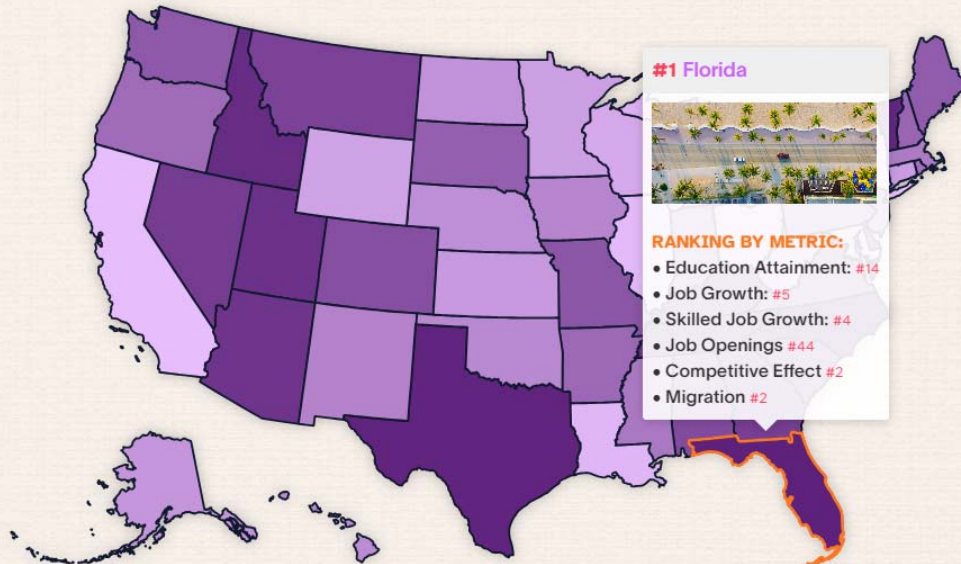 #1 Florida
RANKING BY METRIC:
• Education Attainment: #14
• Job Growth: #5
• Skilled Job Growth: #4
• Job Openings #44
• Competitive Effect #2
• Migration #2